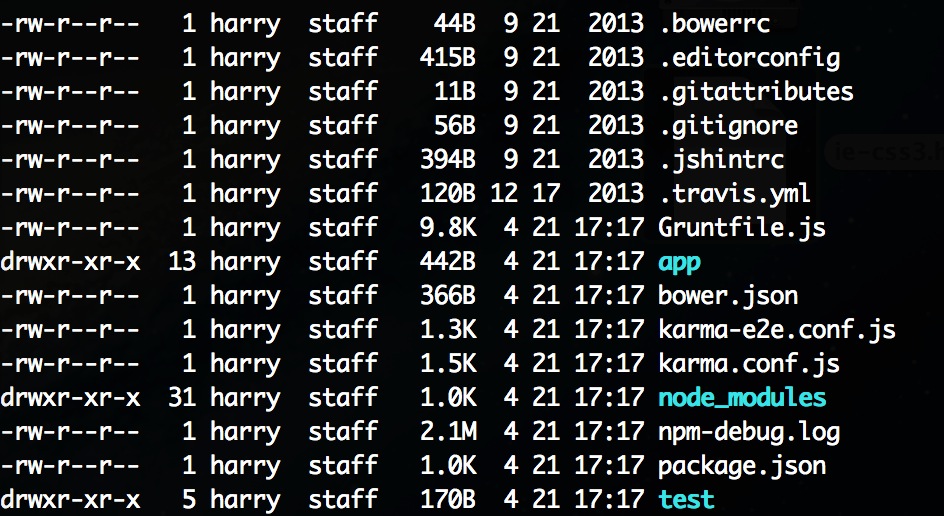 -rw-r--r-- 1 harry staff 44B 9 21 2013 .bowerrc
-rw-r--r-- 1 harry staff 415B 9 21 2013 .editorconfig
-rw-r--r-- 1 harry staff 11B 9 21 2013 .gitattributes
-rw-r--r-- 1 harry staff 56B 9 21 2013 .gitignore
-rw-r--r-- 1 harry staff 394B 9 21 2013 .jshintrc
-rw-r--r-- 1 harry staff 120B 12 17 2013 .travis.yml
-rw-r--r-- 1 harry staff 9.8K 4 21 17:17 Gruntfile.js
drwxr-xr-x 13 harry staff 442B 4 21 17:17 app
-rw-r--r-- 1 harry staff 366B 4 21 17:17 bower.json
-rw-r--r-- 1 harry staff 1.3K 4 21 17:17 karma-e2e.conf.js
-rw-r--r-- 1 harry staff 1.5K 4 21 17:17 karma.conf.js
drwxr-xr-x 31 harry staff 1.0K 4 21 17:17 node_modules
-rw-r--r-- 1 harry staff 2.1M 4 21 17:17 npm-debug.log
-rw-r--r-- 1 harry staff 1.0K 4 21 17:17 package.json
drwxr-xr-x 5 harry staff 170B 4 21 17:17 test